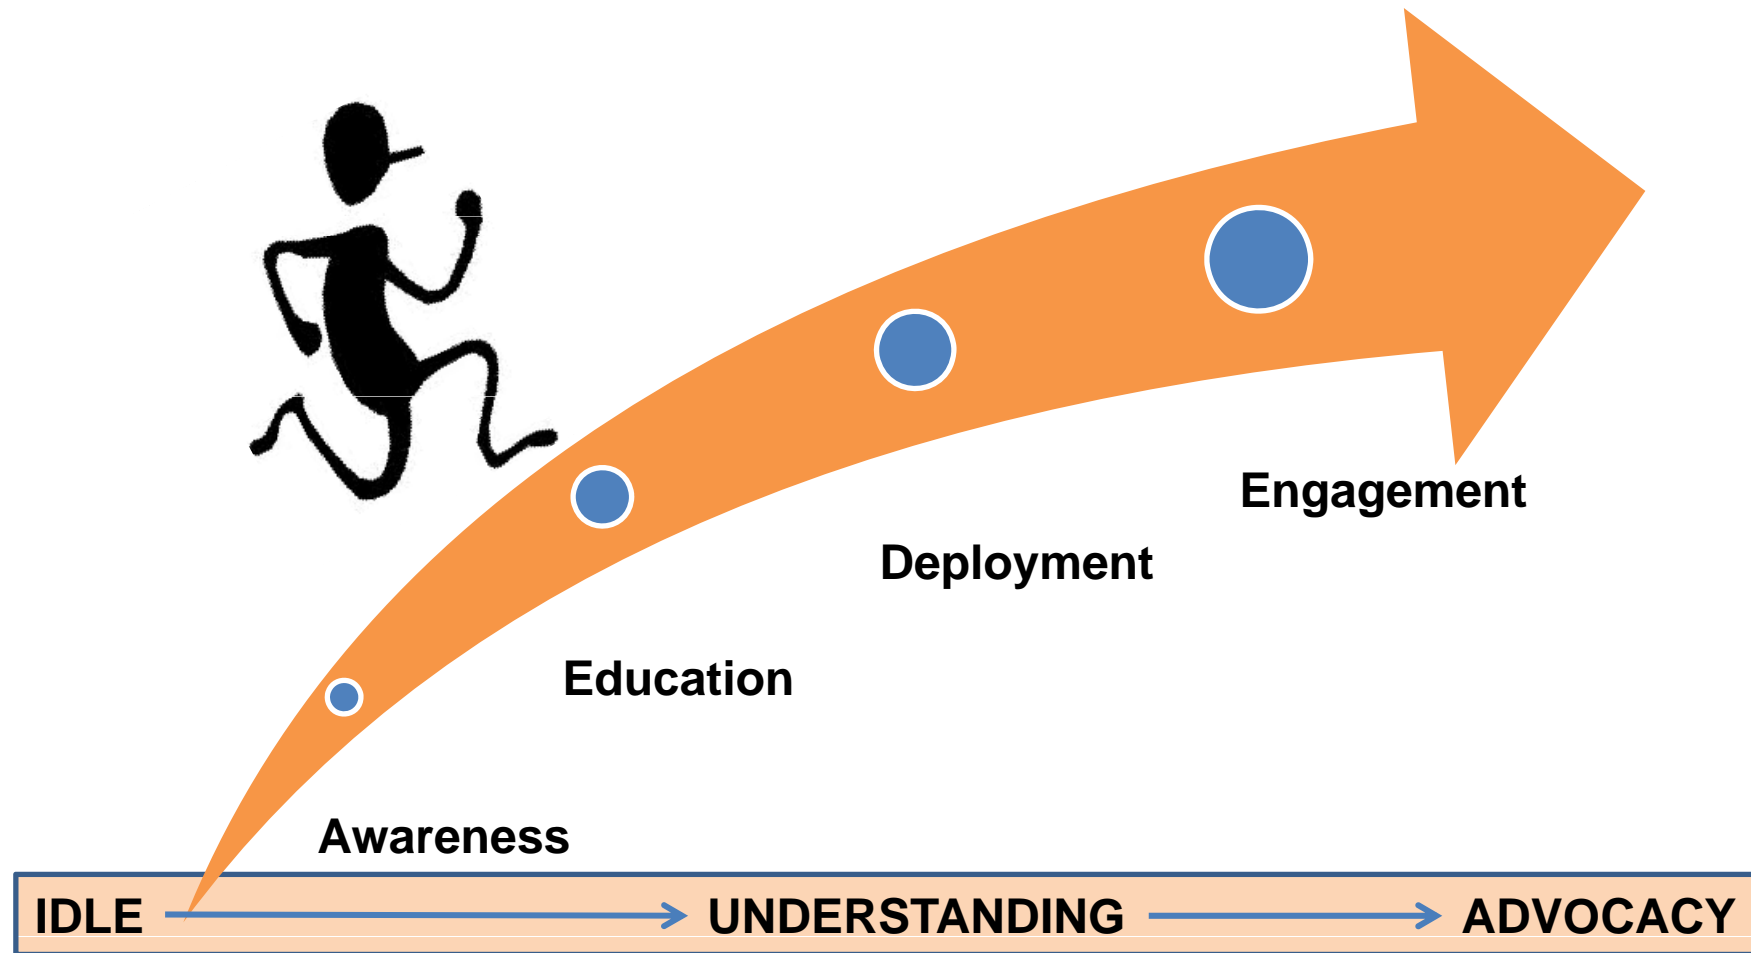 Engagement
Deployment
Education
Awareness
IDLE UNDERSTANDING ADVOCACY